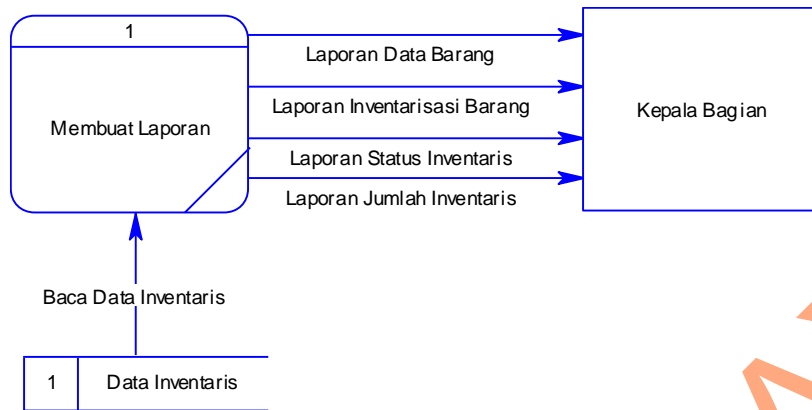 1
Membuat Laporan
Laporan Data Barang
Laporan Inventarisasi Barang
Laporan Status Inventaris
Laporan Jumlah Inventaris
Kepala Bagian
Baca Data Inventaris
1 Data Inventaris